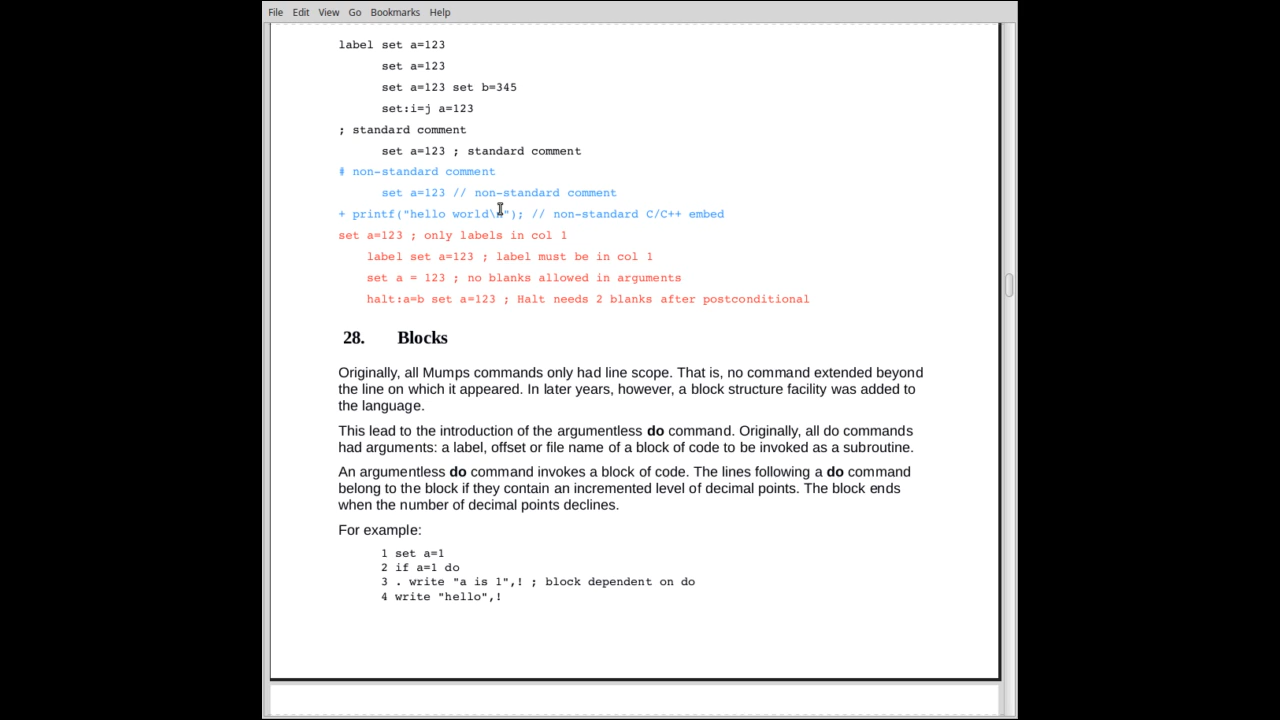 File Edit View Go Bookmarks Help
label set a=123
set a=123
set a=123 set b=345
set:i=j a=123
; standard comment
set a=123 ; standard comment
# non-standard comment
set a=123 // non-standard comment
+ printf("hello world\n"); // non-standard C/C++ embed
set a=123 ; only labels in col 1
label set a=123 ; label must be in col 1
set a = 123 ; no blanks allowed in arguments
halt:a=b set a=123 ; Halt needs 2 blanks after postconditional
28. Blocks
Originally, all Mumps commands only had line scope. That is, no command extended beyond
the line on which it appeared. In later years, however, a block structure facility was added to
the language.
This lead to the introduction of the argumentless do command. Originally, all do commands
had arguments: a label, offset or file name of a block of code to be invoked as a subroutine.
An argumentless do command invokes a block of code. The lines following a do command
belong to the block if they contain an incremented level of decimal points. The block ends
when the number of decimal points declines.
For example:
1 set a=1
2 if a=1 do
3 . write "a is 1",! ; block dependent on do
4 write "hello",!